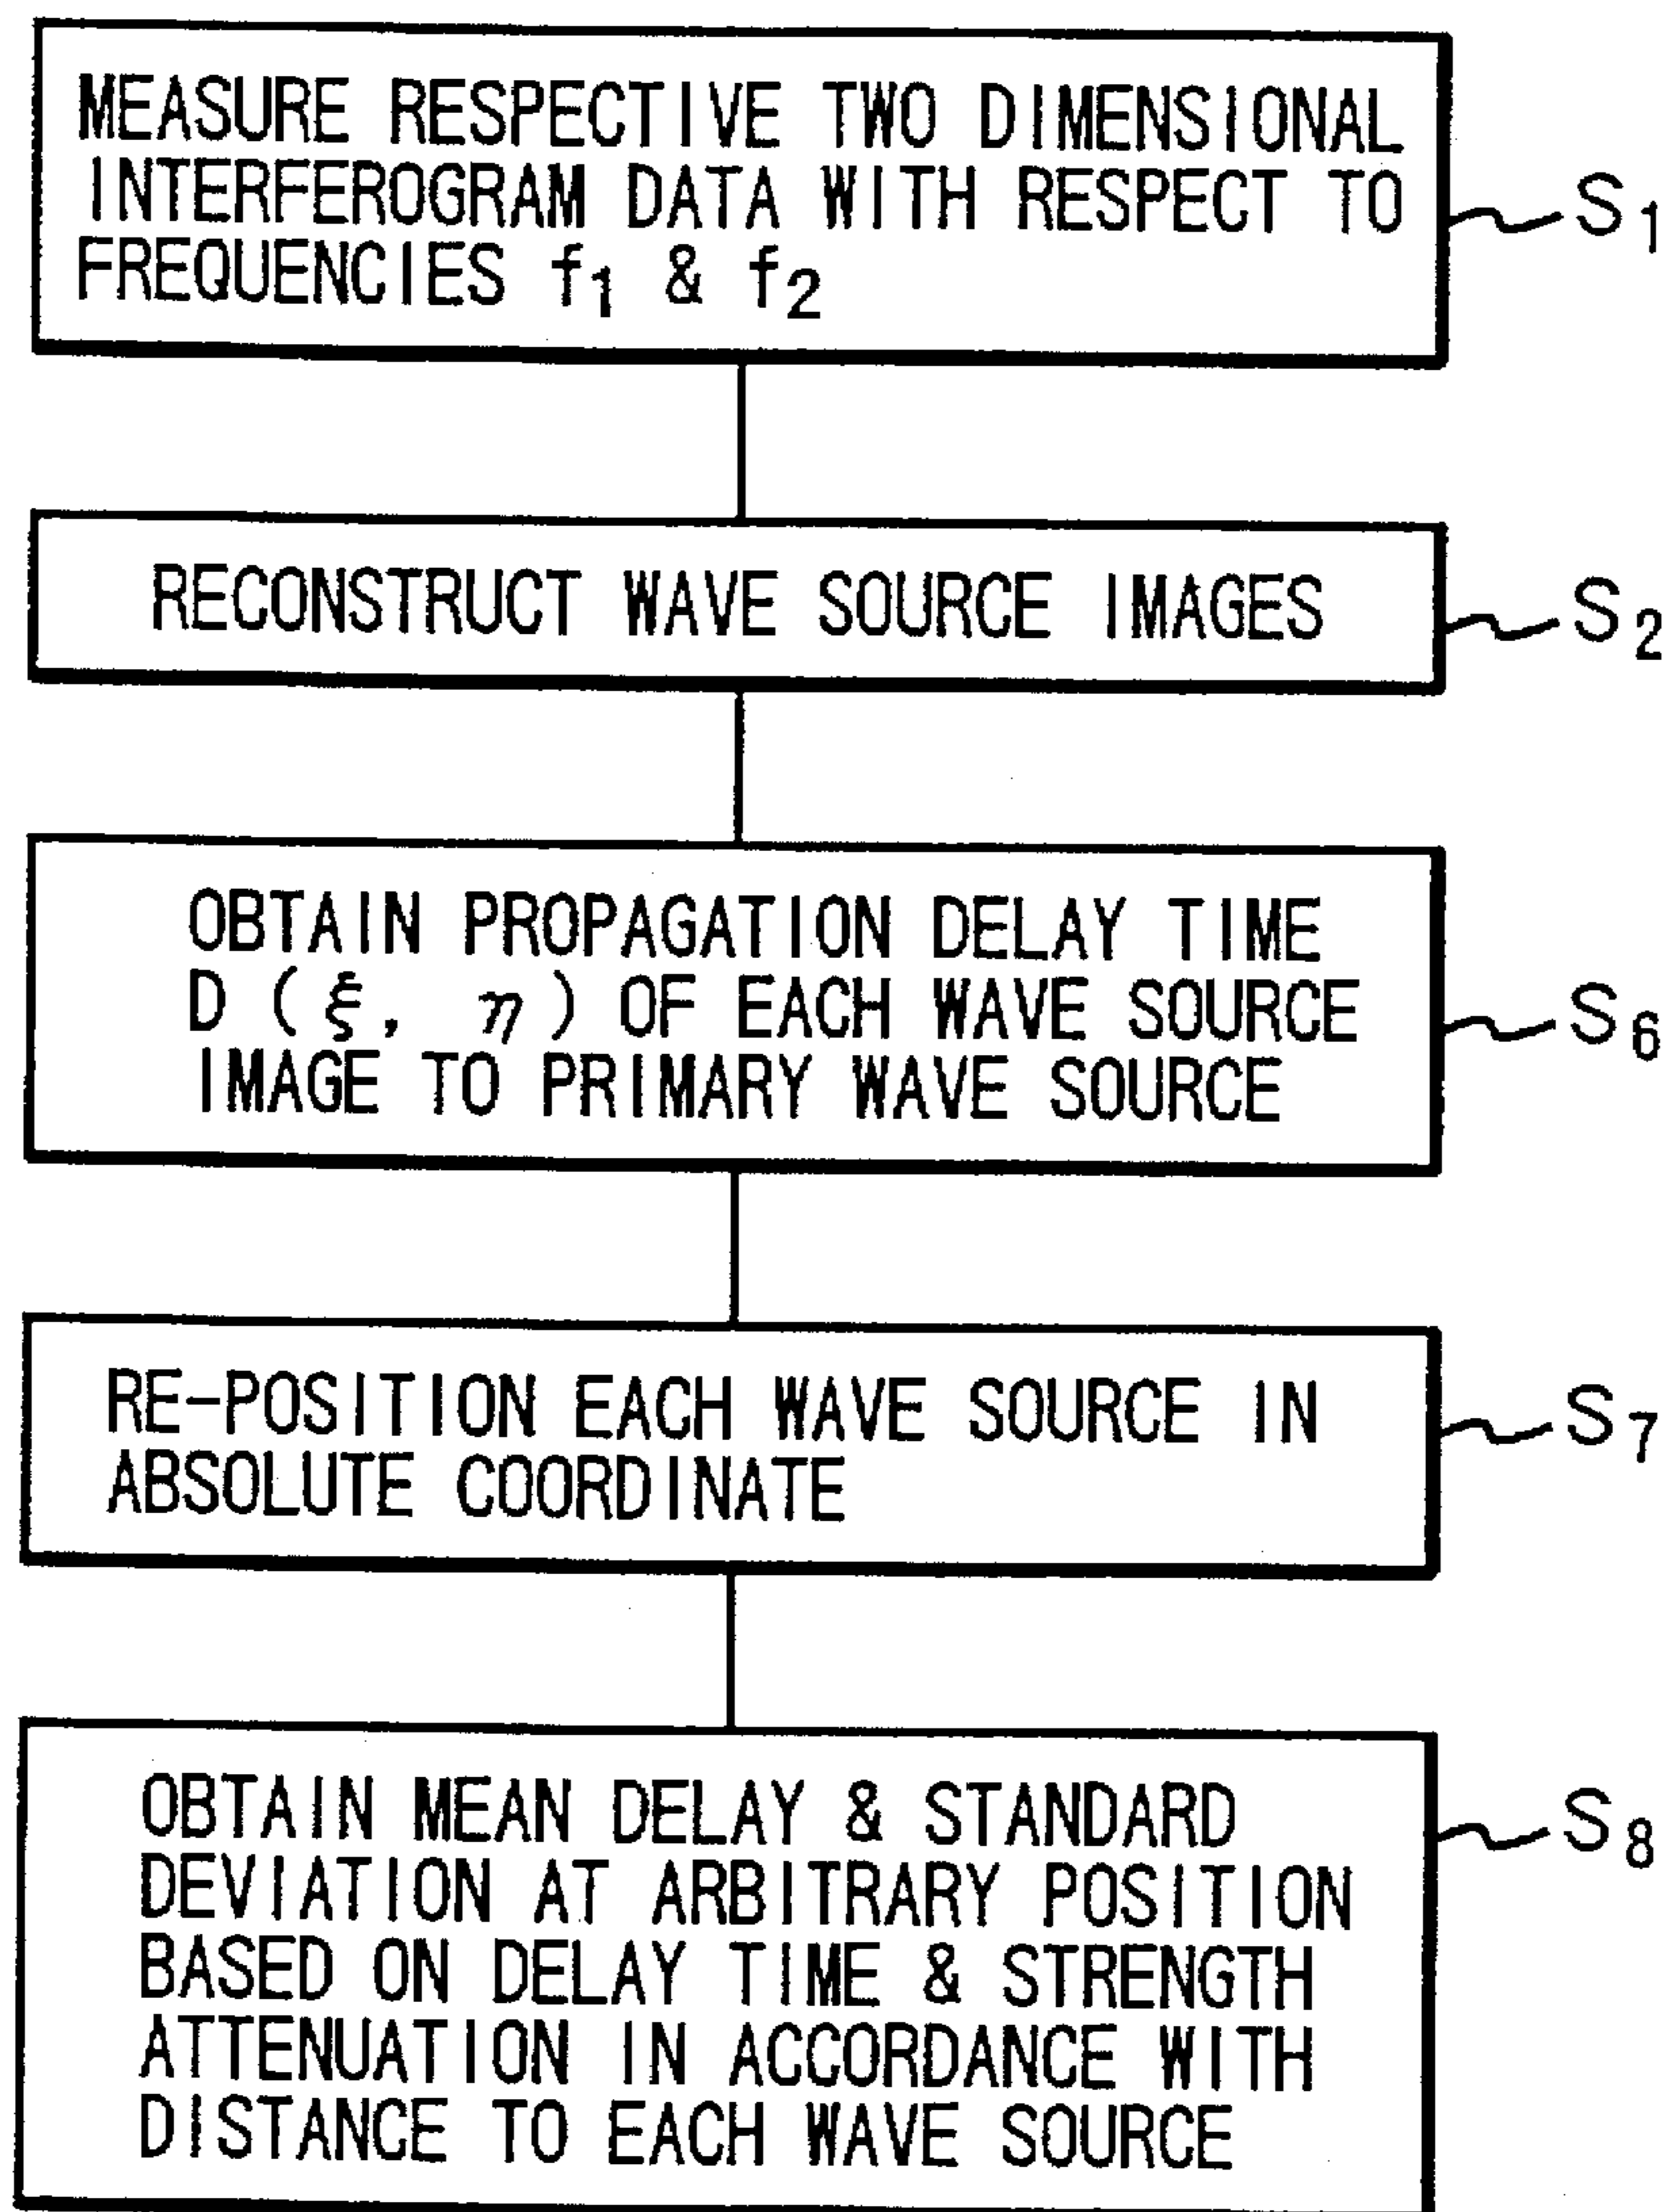 MEASURE RESPECTIVE TWO DIMENSIONAL
INTERFEROGRAM DATA WITH RESPECT TO
FREQUENCIES f1 & f2
S1
RECONSTRUCT WAVE SOURCE IMAGES
S2
OBTAIN PROPAGATION DELAY TIME
D (ξ, η) OF EACH WAVE SOURCE
IMAGE TO PRIMARY WAVE SOURCE
S6
RE-POSITION EACH WAVE SOURCE IN
ABSOLUTE COORDINATE
S7
OBTAIN MEAN DELAY & STANDARD
DEVIATION AT ARBITRARY POSITION
BASED ON DELAY TIME & STRENGTH
ATTENUATION IN ACCORDANCE WITH
DISTANCE TO EACH WAVE SOURCE
S8